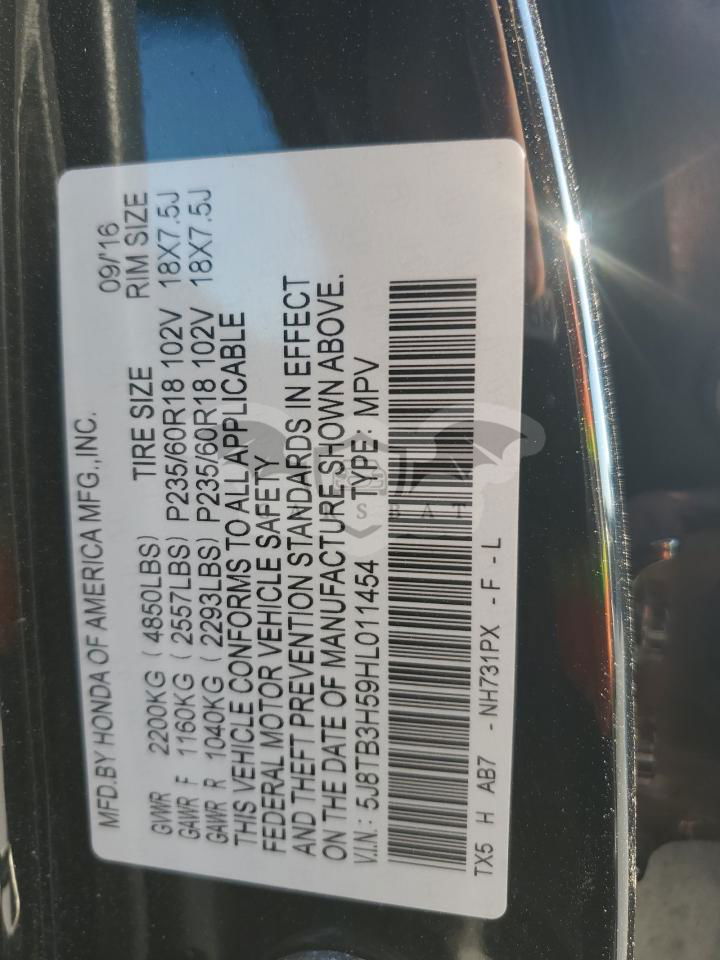 MFD.BY HONDA OF AMERICA MFG.,INC. 09/'16
TIRE SIZE RIM SIZE
GVWR 2200KG ( 4850LBS)
GAWR F 1160KG ( 2557LBS) P235/60R18 102V 18X7.5J
GAWR R 1040KG ( 2293LBS) P235/60R18 102V 18X7.5J
THIS VEHICLE CONFORMS TO ALL APPLICABLE
FEDERAL MOTOR VEHICLE SAFETY
AND THEFT PREVENTION STANDARDS IN EFFECT
ON THE DATE OF MANUFACTURE SHOWN ABOVE.
V.I.N.: 5J8TB3H59HL011454 TYPE: MPV
TX5 H AB7 - NH731PX - F - L